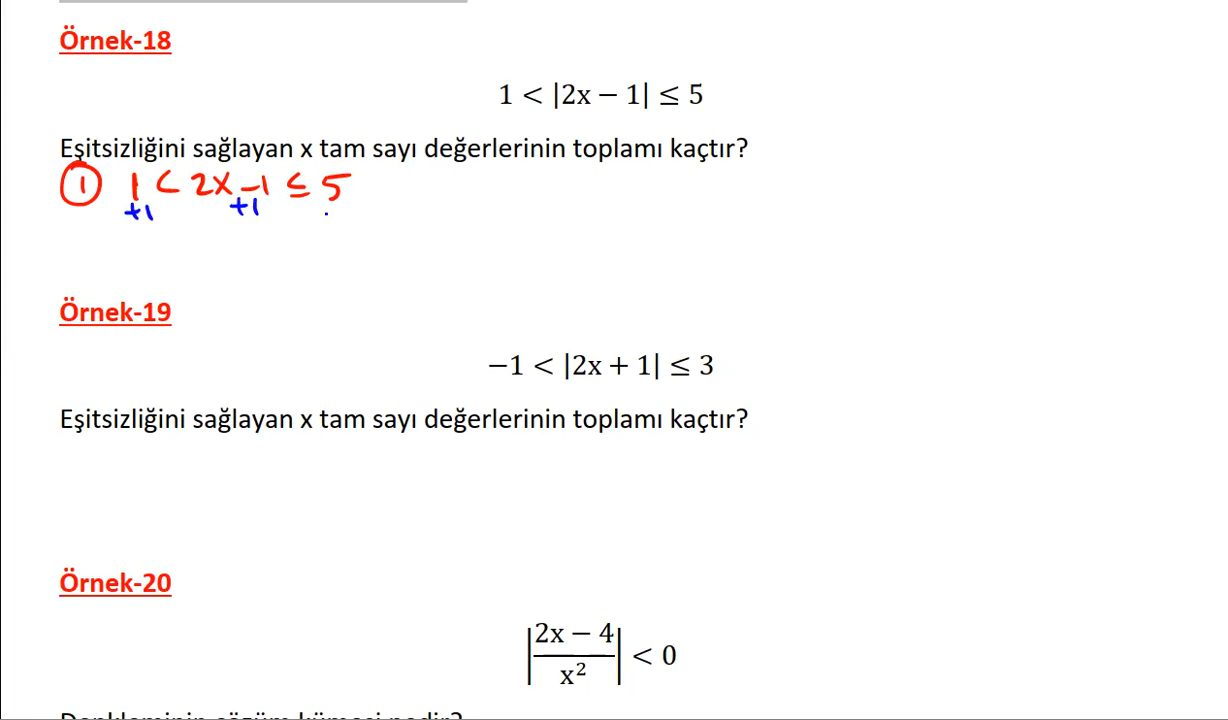 Örnek-18
1 < |2x − 1| ≤ 5
Eşitsizliğini sağlayan x tam sayı değerlerinin toplamı kaçtır?
① 1 < 2x -1 ≤ 5
+1 +1
Örnek-19
−1 < |2x + 1| ≤ 3
Eşitsizliğini sağlayan x tam sayı değerlerinin toplamı kaçtır?
Örnek-20
|2x − 4 / x²| < 0